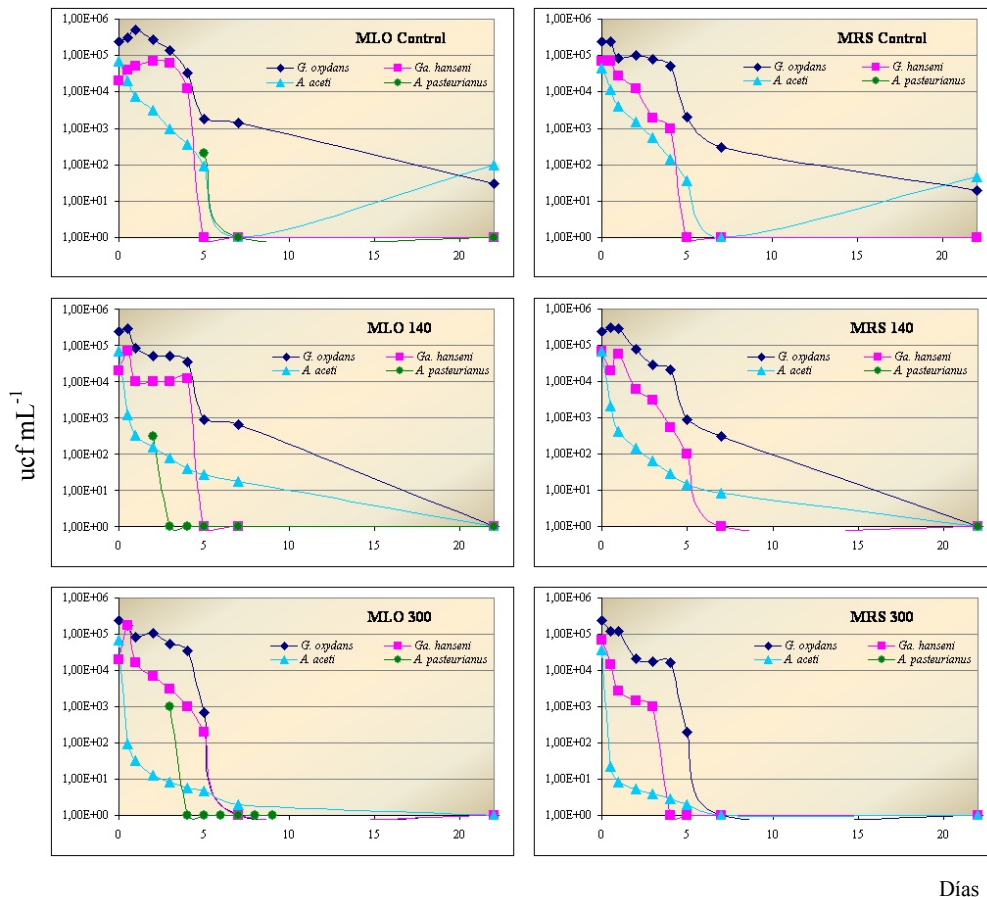 MLO Control
1,00E+06
1,00E+05
1,00E+04
1,00E+03
1,00E+02
1,00E+01
1,00E+00
G. oxydans
Ga. hanseni
A. aceti
A. pasteurianus
0 5 10 15 20
MRS Control
1,00E+06
1,00E+05
1,00E+04
1,00E+03
1,00E+02
1,00E+01
1,00E+00
G. oxydans
G. hanseni
A. aceti
0 5 10 15 20
MLO 140
1,00E+06
1,00E+05
1,00E+04
1,00E+03
1,00E+02
1,00E+01
1,00E+00
G. oxydans
Ga. hanseni
A. aceti
A. pasteurianus
0 5 10 15 20
MRS 140
1,00E+06
1,00E+05
1,00E+04
1,00E+03
1,00E+02
1,00E+01
1,00E+00
G. oxydans
Ga. hanseni
A. aceti
A. pasteurianus
0 5 10 15 20
MLO 300
1,00E+06
1,00E+05
1,00E+04
1,00E+03
1,00E+02
1,00E+01
1,00E+00
G. oxydans
Ga. hanseni
A. aceti
A. pasteurianus
0 5 10 15 20
MRS 300
1,00E+06
1,00E+05
1,00E+04
1,00E+03
1,00E+02
1,00E+01
1,00E+00
G. oxydans
Ga. hanseni
A. aceti
A. pasteurianus
0 5 10 15 20
ucf mL⁻¹
Días